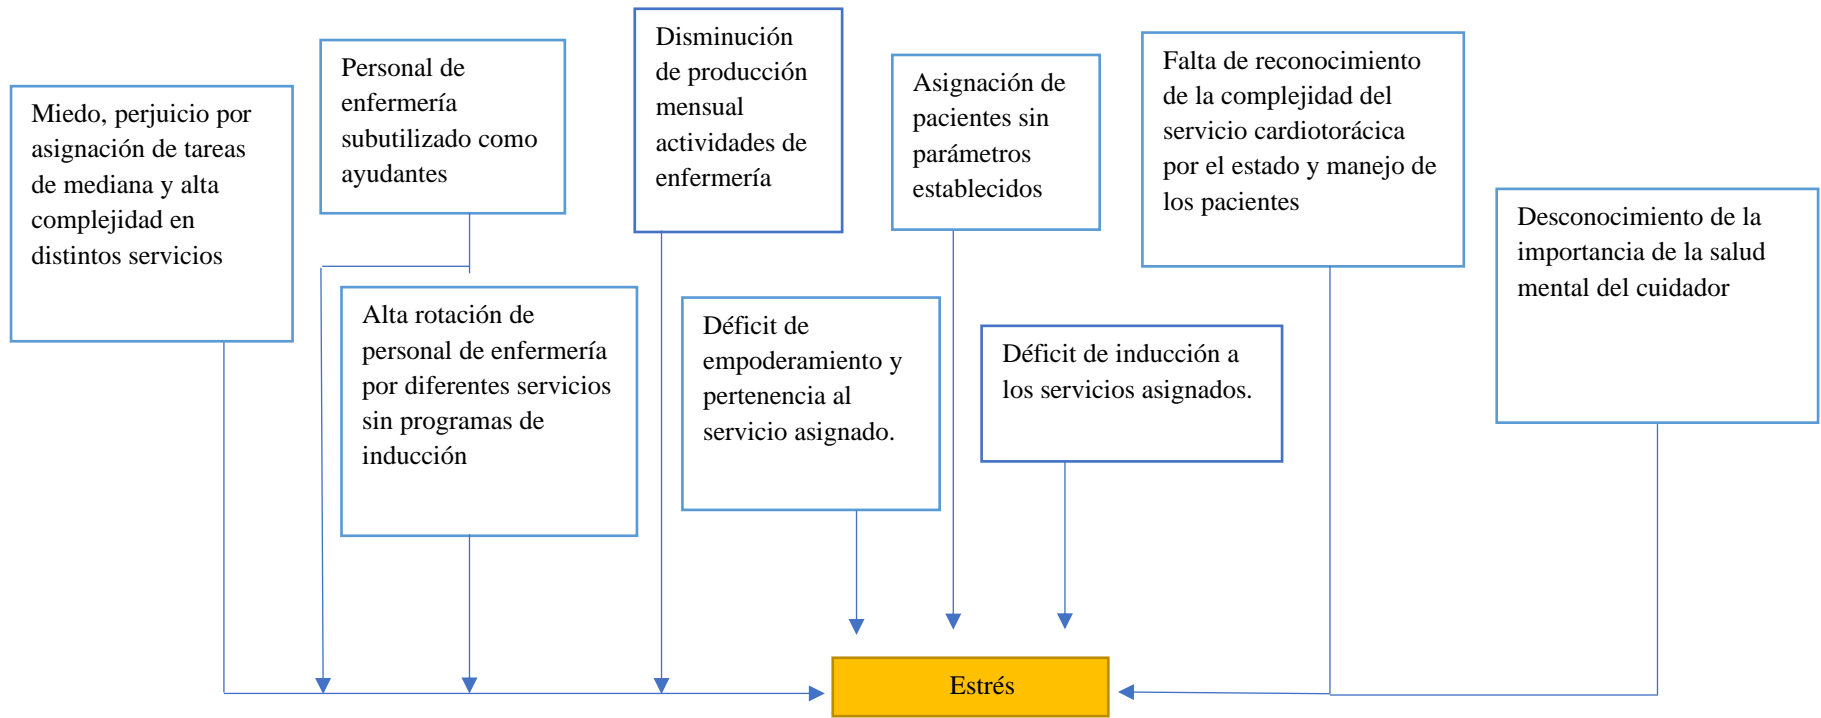 Miedo, perjuicio por
asignación de tareas
de mediana y alta
complejidad en
distintos servicios
Personal de
enfermería
subutilizado como
ayudantes
Disminución
de producción
mensual
actividades de
enfermería
Asignación de
pacientes sin
parámetros
establecidos
Falta de reconocimiento
de la complejidad del
servicio cardiotorácica
por el estado y manejo de
los pacientes
Desconocimiento de la
importancia de la salud
mental del cuidador
Alta rotación de
personal de enfermería
por diferentes servicios
sin programas de
inducción
Déficit de
empoderamiento y
pertenencia al
servicio asignado.
Déficit de inducción a
los servicios asignados.
Estrés